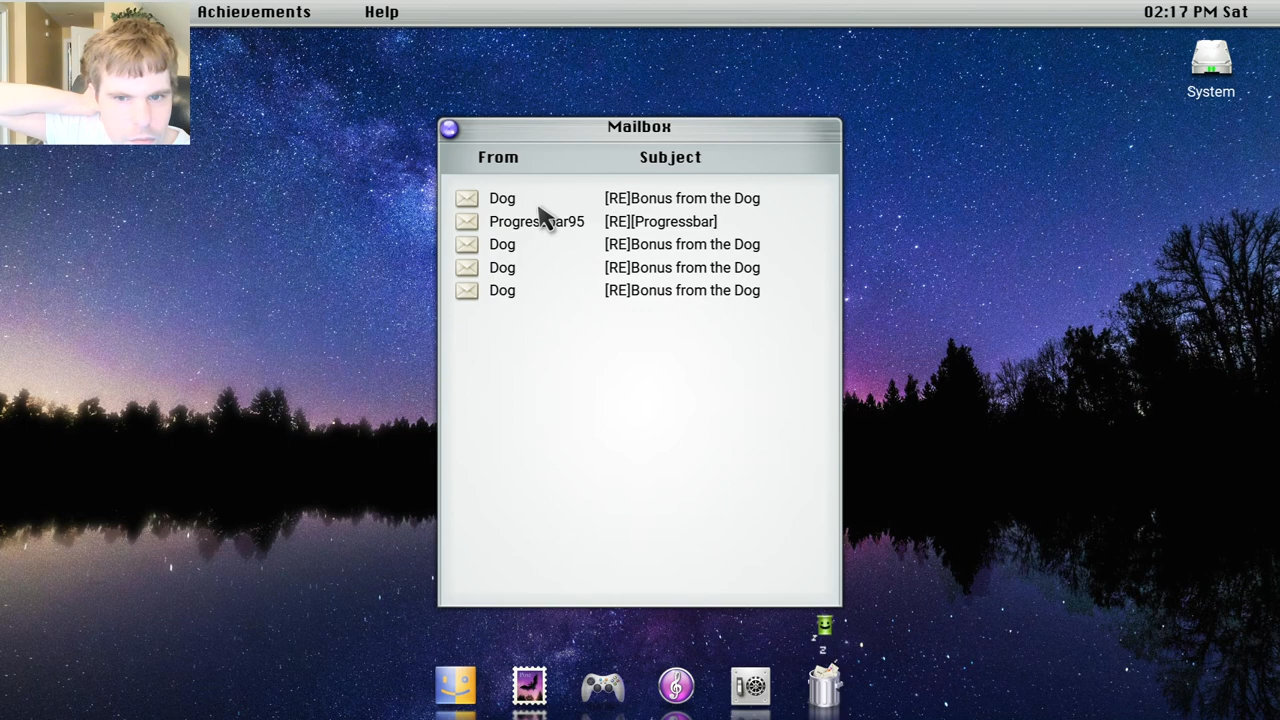 Achievements Help 02:17 PM Sat
System
Mailbox
From Subject
Dog [RE]Bonus from the Dog
Progressbar95 [RE][Progressbar]
Dog [RE]Bonus from the Dog
Dog [RE]Bonus from the Dog
Dog [RE]Bonus from the Dog
z
z